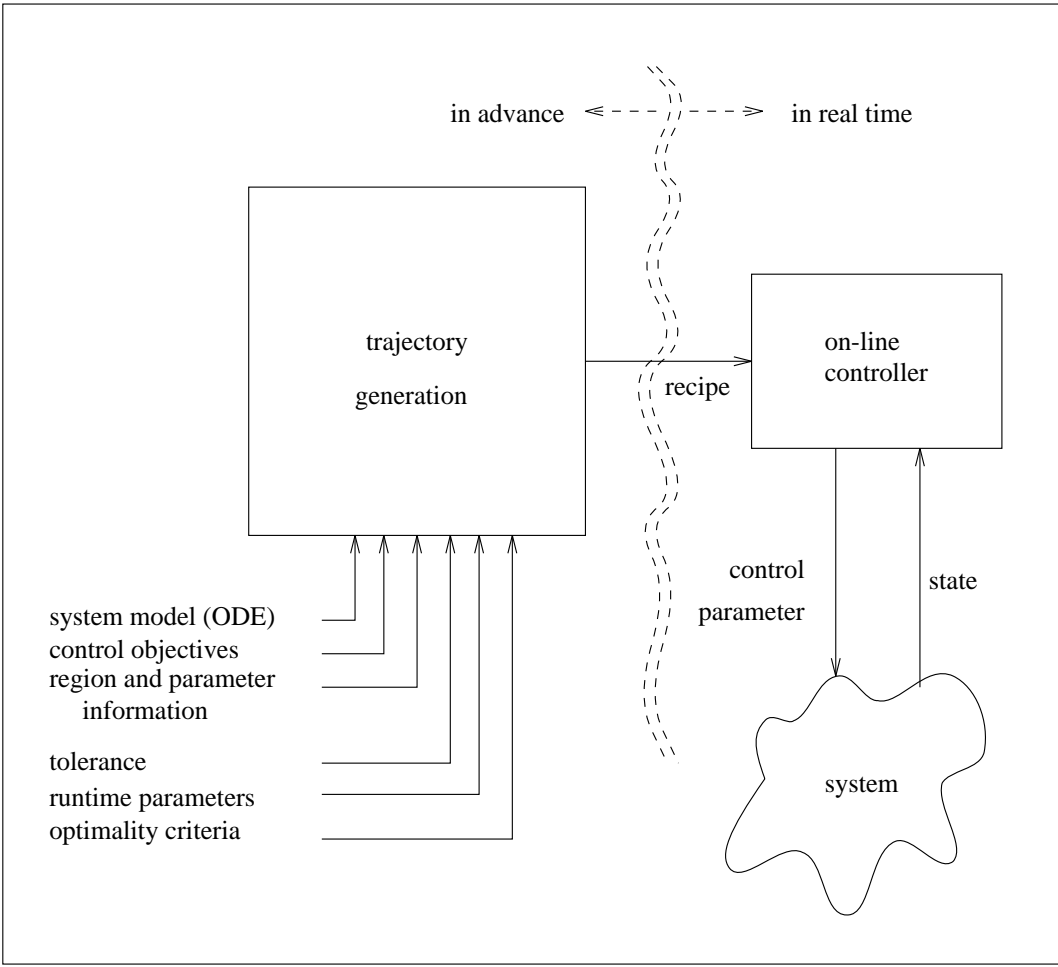 in advance
in real time
trajectory
generation
recipe
on-line
controller
control
parameter
state
system model (ODE)
control objectives
region and parameter
information
tolerance
runtime parameters
optimality criteria
system